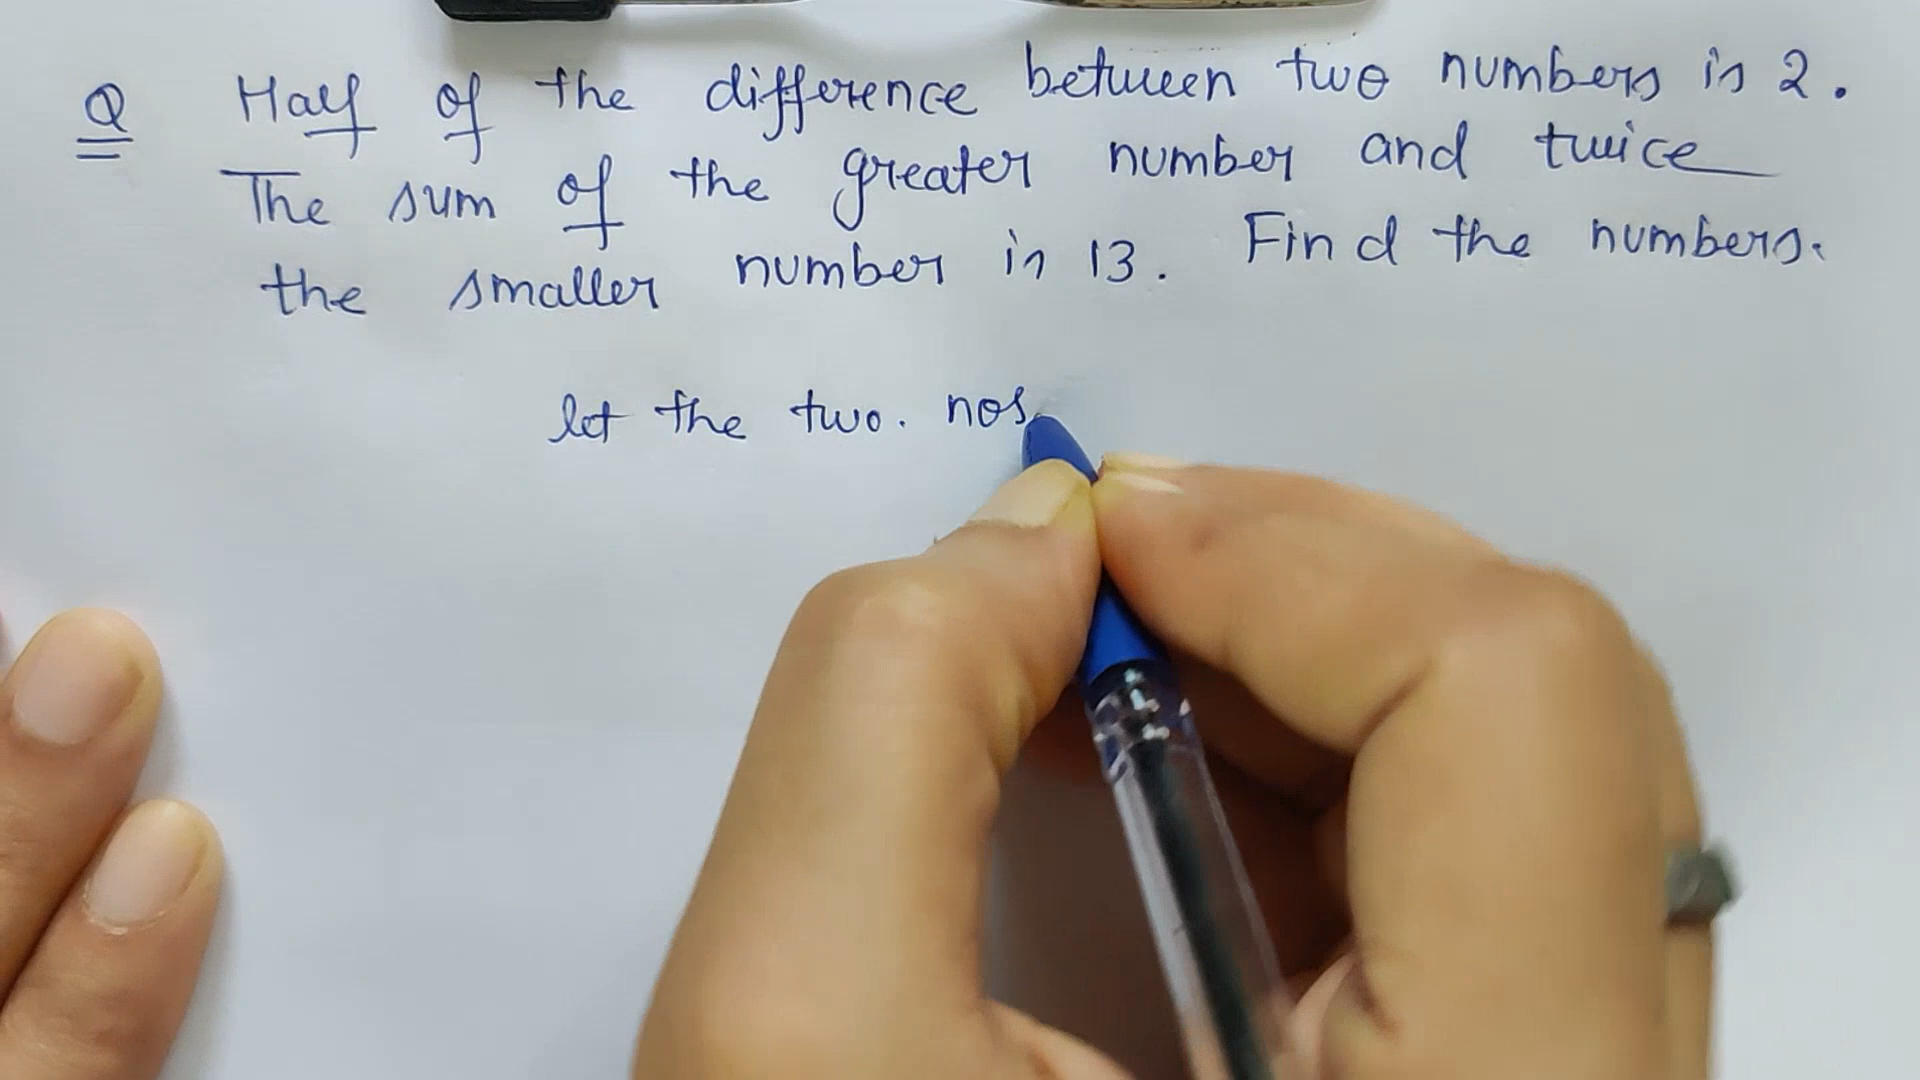 Q Half of the difference between two numbers is 2.
The sum of the greater number and twice
the smaller number is 13. Find the numbers.
let the two. nos